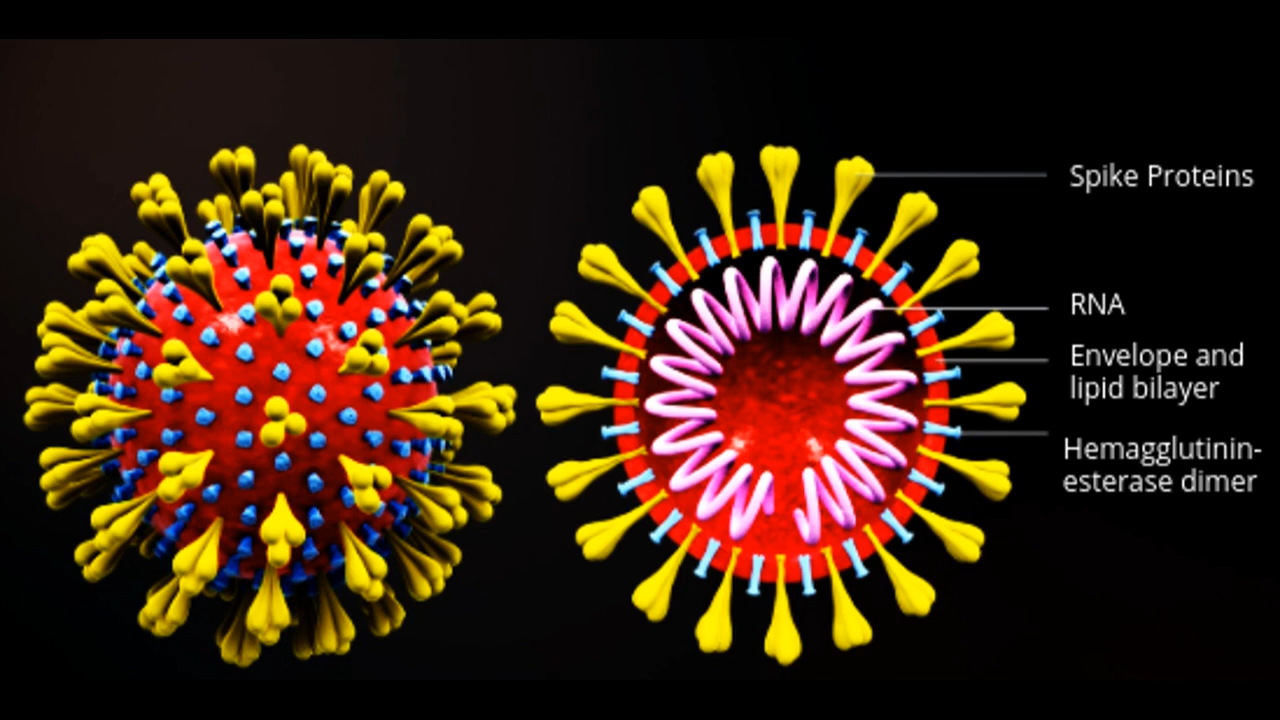 Spike Proteins
RNA
Envelope and
lipid bilayer
Hemagglutinin-
esterase dimer